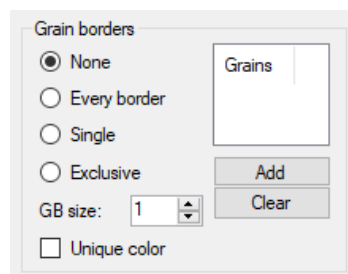 Grain borders
None
Grains
Every border
Single
Exclusive
Add
GB size: 1
Clear
Unique color